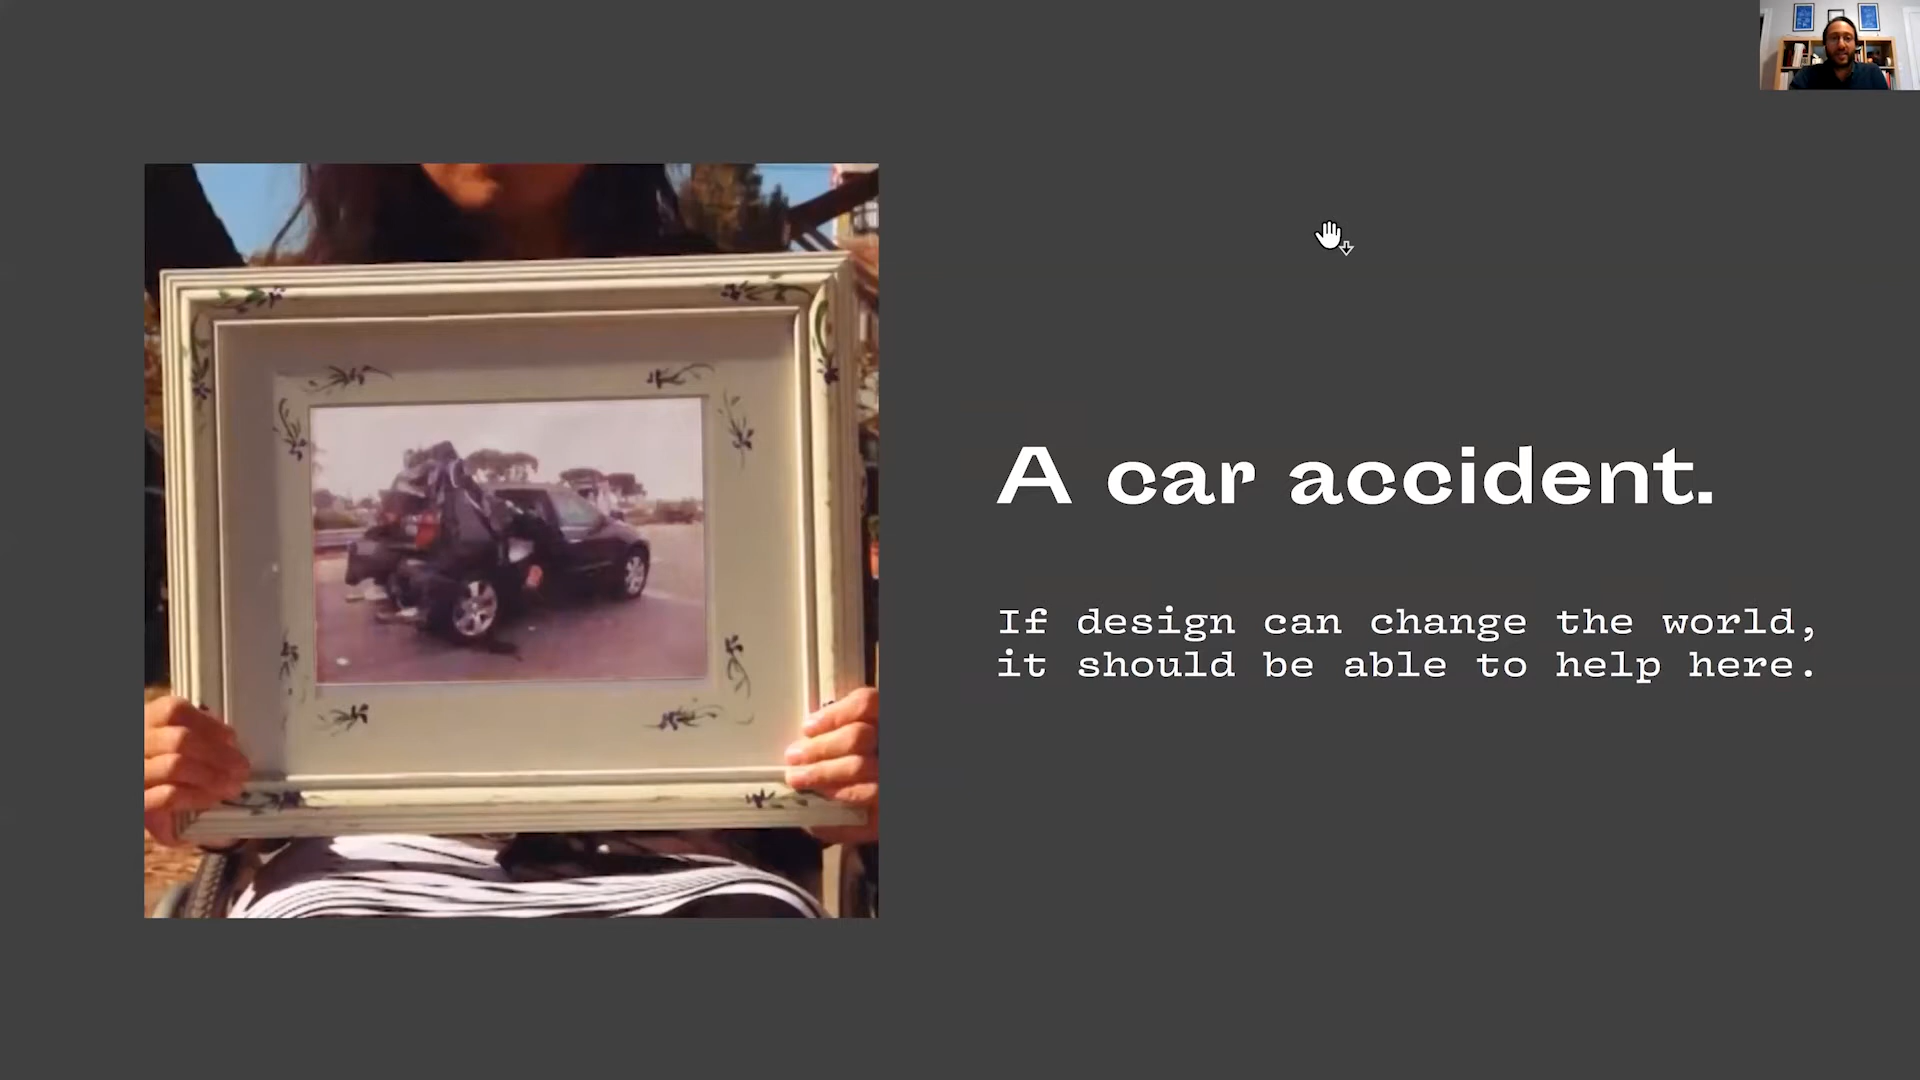 A car accident.
If design can change the world,
it should be able to help here.